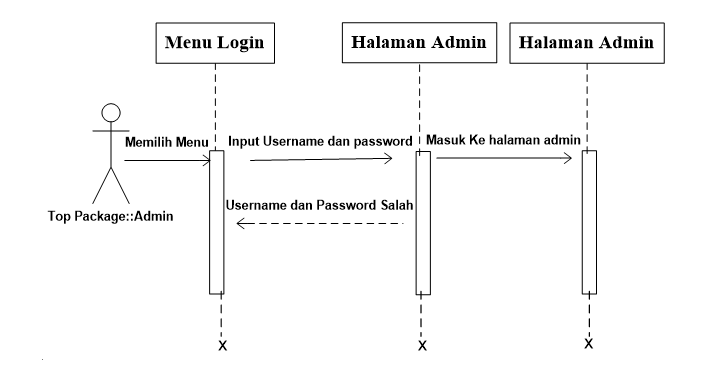 Menu Login
Halaman Admin
Halaman Admin
Memilih Menu
Input Username dan password
Masuk Ke halaman admin
Username dan Password Salah
Top Package::Admin
X
X
X